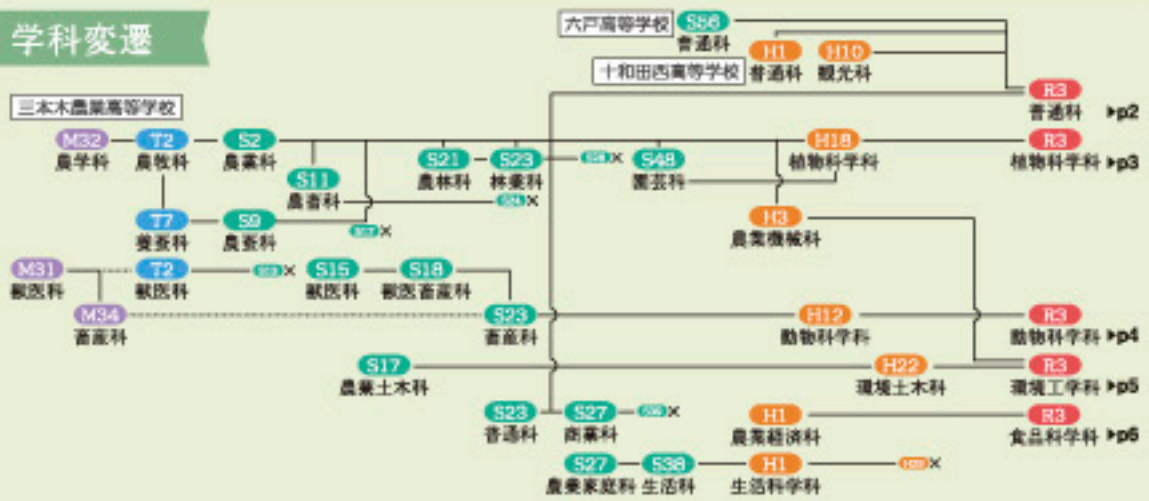 学科変遷
六戸高等学校
S56
普通科
十和田西高等学校
H1
普通科
H10
観光科
R3
普通科 ▶p2
三本木農業高等学校
M32
農学科
T2
農牧科
S2
農業科
S11
農畜科
S21
農林科
S23
林業科
×
S48
園芸科
H18
植物科学科
R3
植物科学科 ▶p3
×
T7
養蚕科
S9
農蚕科
×
H3
農業機械科
M31
獣医科
T2
獣医科
×
S15
獣医科
S18
獣医畜産科
M34
畜産科
S23
畜産科
H12
動物科学科
R3
動物科学科 ▶p4
S17
農業土木科
H22
環境土木科
R3
環境工学科 ▶p5
S23
普通科
S27
商業科
×
H1
農業経済科
R3
食品科学科 ▶p6
S27
農業家庭科
S38
生活科
H1
生活科学科
×